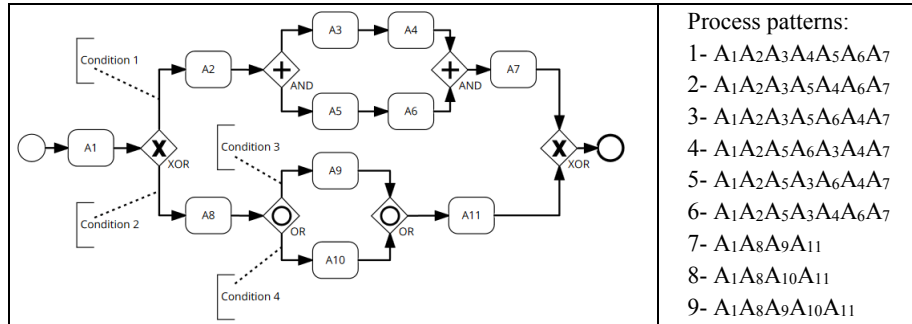 Condition 1
A3
A4
A2
AND
AND
A7
A5
A6
A1
XOR
Condition 3
XOR
A9
Condition 2
A8
OR
OR
A11
A10
Condition 4
Process patterns:
1- A₁A₂A₃A₄A₅A₆A₇
2- A₁A₂A₃A₅A₄A₆A₇
3- A₁A₂A₃A₅A₆A₄A₇
4- A₁A₂A₅A₆A₃A₄A₇
5- A₁A₂A₅A₃A₆A₄A₇
6- A₁A₂A₅A₃A₄A₆A₇
7- A₁A₈A₉A₁₁
8- A₁A₈A₁₀A₁₁
9- A₁A₈A₉A₁₀A₁₁